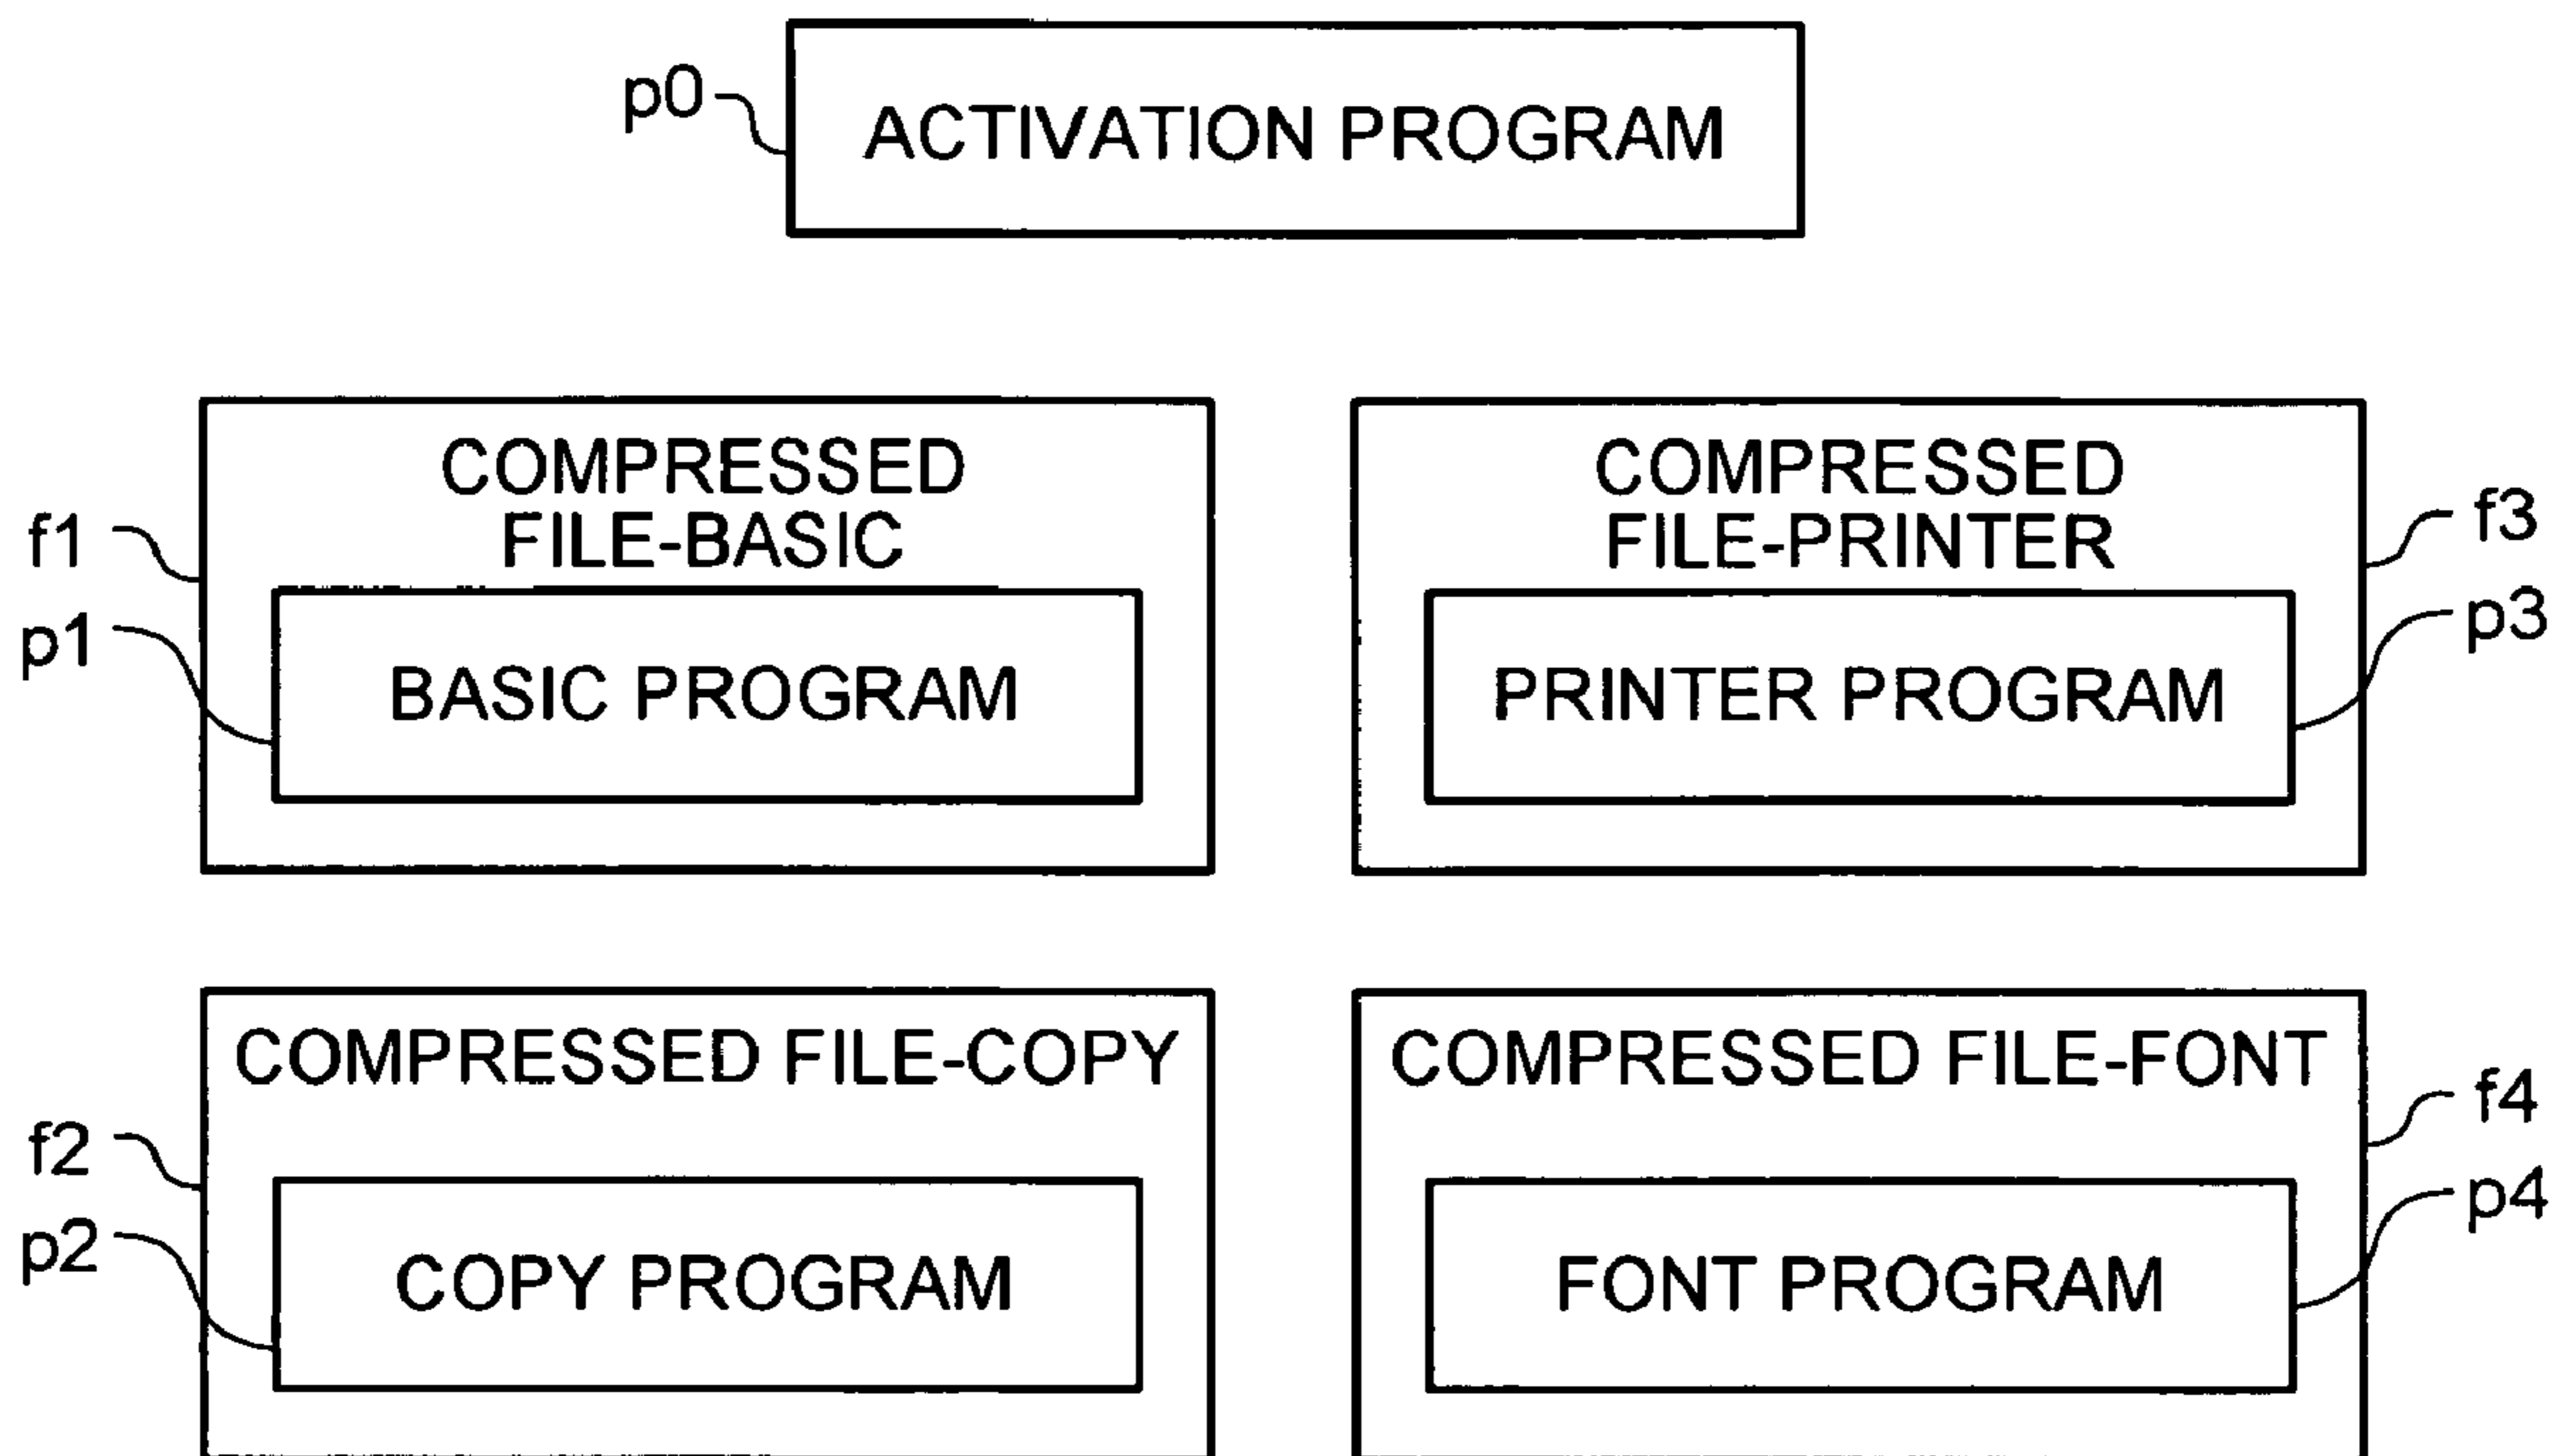 p0
ACTIVATION PROGRAM
COMPRESSED
FILE-BASIC
f1
p1
BASIC PROGRAM
COMPRESSED
FILE-PRINTER
f3
p3
PRINTER PROGRAM
COMPRESSED FILE-COPY
f2
p2
COPY PROGRAM
COMPRESSED FILE-FONT
f4
p4
FONT PROGRAM